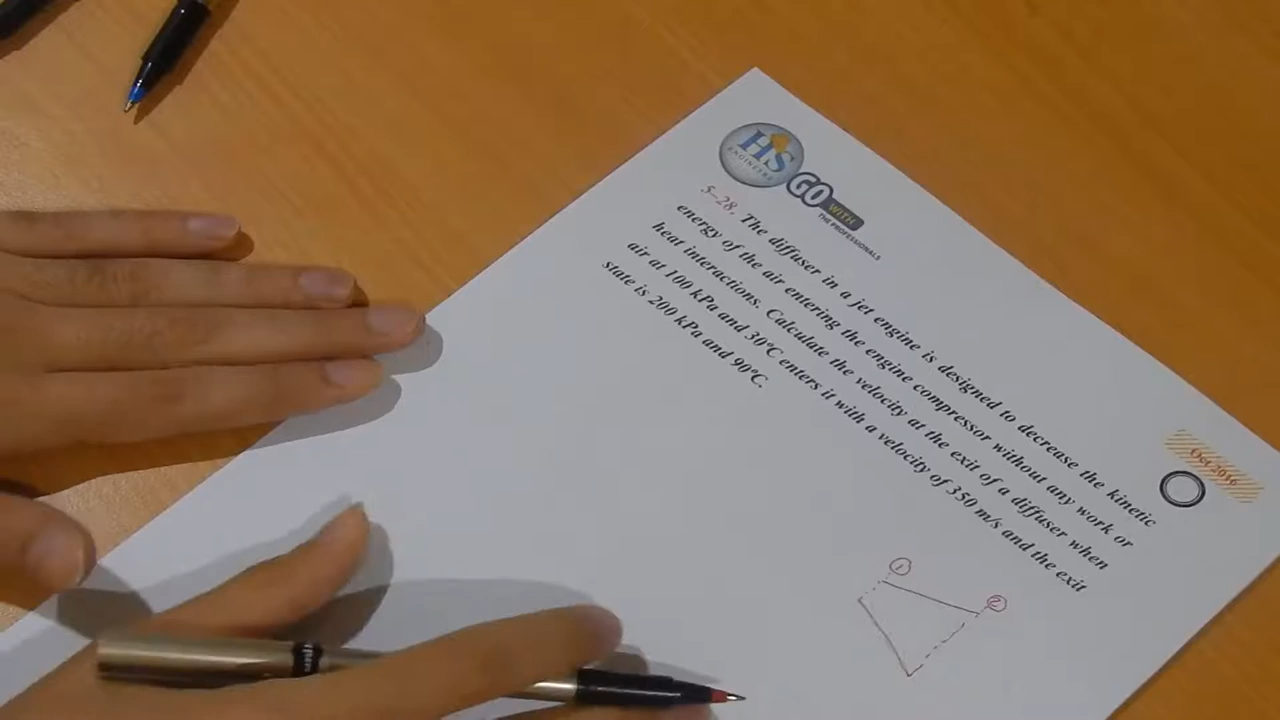 HS
ENGINEERS
GO
WITH
THE PROFESSIONALS
5–28. The diffuser in a jet engine is designed to decrease the kinetic
energy of the air entering the engine compressor without any work or
heat interactions. Calculate the velocity at the exit of a diffuser when
air at 100 kPa and 30°C enters it with a velocity of 350 m/s and the exit
state is 200 kPa and 90°C.
Oct 2016
1
2